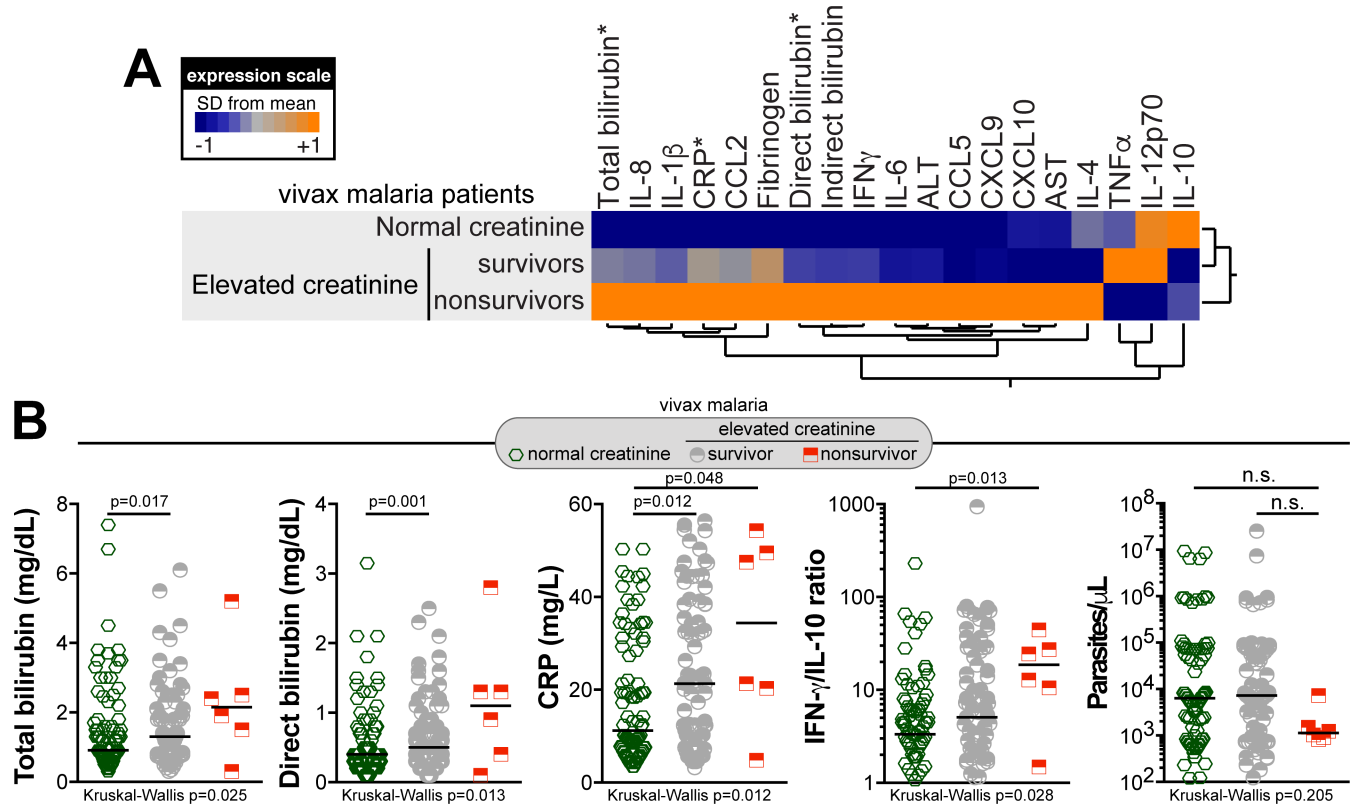 A
expression scale
SD from mean
-1 +1
Total bilirubin*
IL-8
IL-1β
CRP*
CCL2
Fibrinogen
Direct bilirubin*
Indirect bilirubin
IFNγ
IL-6
ALT
CCL5
CXCL9
CXCL10
AST
IL-4
TNFα
IL-12p70
IL-10
vivax malaria patients
Normal creatinine
Elevated creatinine
survivors
nonsurvivors
B
vivax malaria
elevated creatinine
normal creatinine survivor nonsurvivor
Total bilirubin (mg/dL)
8
6
4
2
0
p=0.017
Kruskal-Wallis p=0.025
Direct bilirubin (mg/dL)
4
3
2
1
0
p=0.001
Kruskal-Wallis p=0.013
CRP (mg/L)
60
40
20
0
p=0.048
p=0.012
Kruskal-Wallis p=0.012
IFN-γ/IL-10 ratio
1000
100
10
1
p=0.013
Kruskal-Wallis p=0.028
Parasites/μL
10⁸
10⁷
10⁶
10⁵
10⁴
10³
10²
n.s.
n.s.
Kruskal-Wallis p=0.205